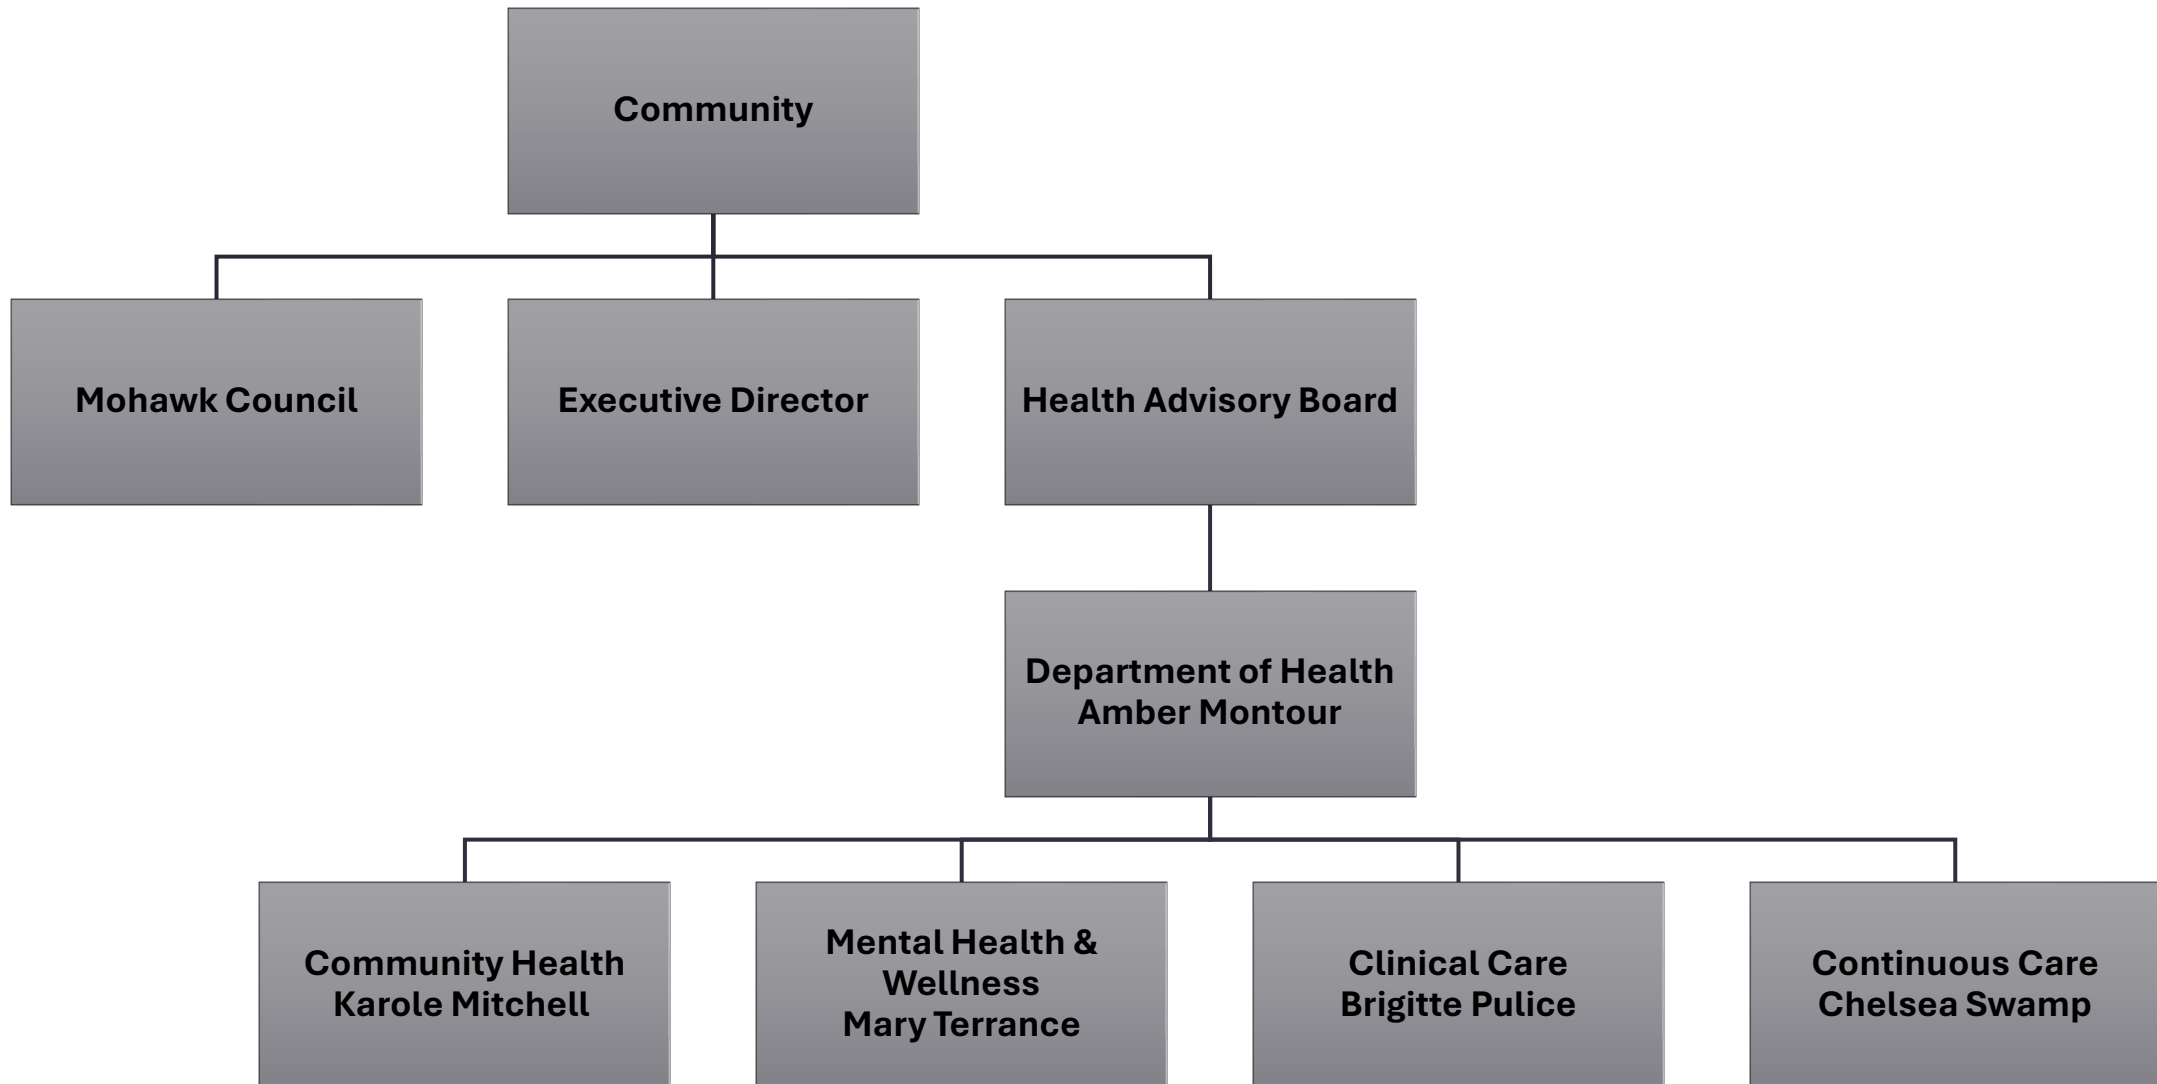 Community
Mohawk Council
Executive Director
Health Advisory Board
Department of Health
Amber Montour
Community Health
Karole Mitchell
Mental Health &
Wellness
Mary Terrance
Clinical Care
Brigitte Pulice
Continuous Care
Chelsea Swamp